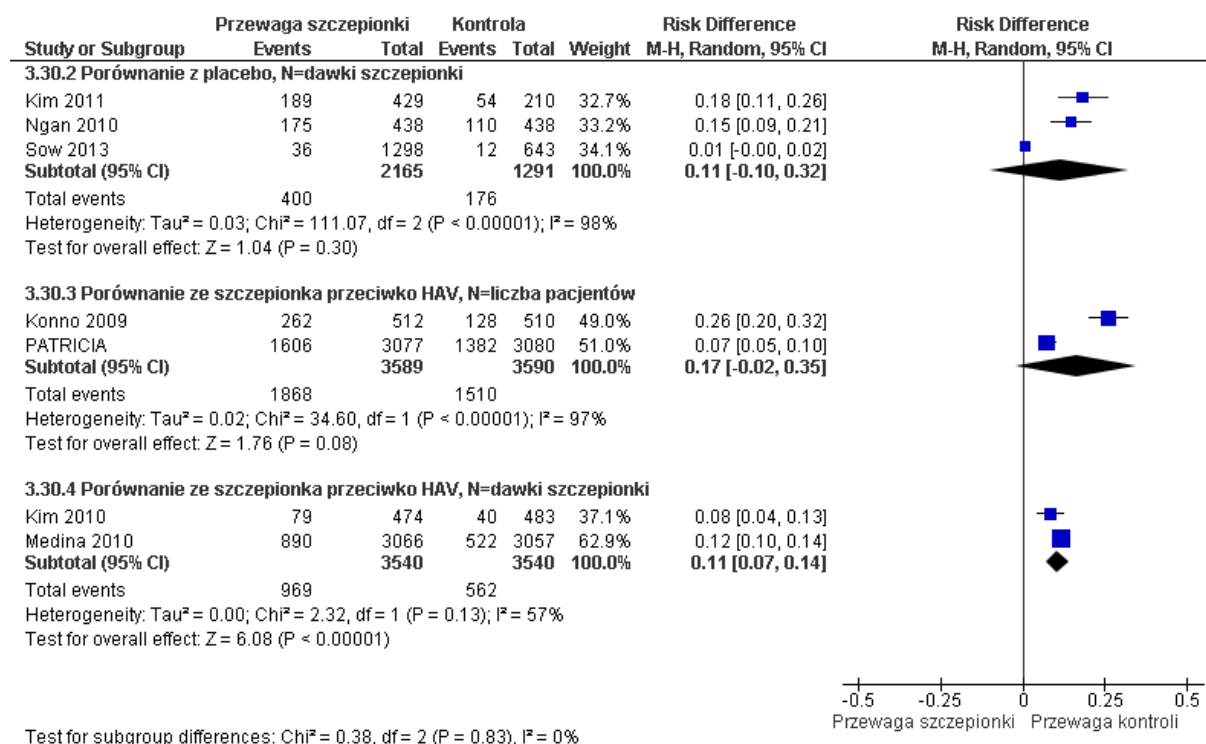 Przewaga szczepionki Kontrola Risk Difference Risk Difference
Study or Subgroup Events Total Events Total Weight M-H, Random, 95% CI M-H, Random, 95% CI
3.30.2 Porównanie z placebo, N=dawki szczepionki
Kim 2011 189 429 54 210 32.7% 0.18 [0.11, 0.26]
Ngan 2010 175 438 110 438 33.2% 0.15 [0.09, 0.21]
Sow 2013 36 1298 12 643 34.1% 0.01 [-0.00, 0.02]
Subtotal (95% CI) 2165 1291 100.0% 0.11 [-0.10, 0.32]
Total events 400 176
Heterogeneity: Tau² = 0.03; Chi² = 111.07, df = 2 (P < 0.00001); I² = 98%
Test for overall effect: Z = 1.04 (P = 0.30)
3.30.3 Porównanie ze szczepionka przeciwko HAV, N=liczba pacjentów
Konno 2009 262 512 128 510 49.0% 0.26 [0.20, 0.32]
PATRICIA 1606 3077 1382 3080 51.0% 0.07 [0.05, 0.10]
Subtotal (95% CI) 3589 3590 100.0% 0.17 [-0.02, 0.35]
Total events 1868 1510
Heterogeneity: Tau² = 0.02; Chi² = 34.60, df = 1 (P < 0.00001); I² = 97%
Test for overall effect: Z = 1.76 (P = 0.08)
3.30.4 Porównanie ze szczepionka przeciwko HAV, N=dawki szczepionki
Kim 2010 79 474 40 483 37.1% 0.08 [0.04, 0.13]
Medina 2010 890 3066 522 3057 62.9% 0.12 [0.10, 0.14]
Subtotal (95% CI) 3540 3540 100.0% 0.11 [0.07, 0.14]
Total events 969 562
Heterogeneity: Tau² = 0.00; Chi² = 2.32, df = 1 (P = 0.13); I² = 57%
Test for overall effect: Z = 6.08 (P < 0.00001)
-0.5 -0.25 0 0.25 0.5
Przewaga szczepionki Przewaga kontroli
Test for subgroup differences: Chi² = 0.38, df = 2 (P = 0.83), I² = 0%